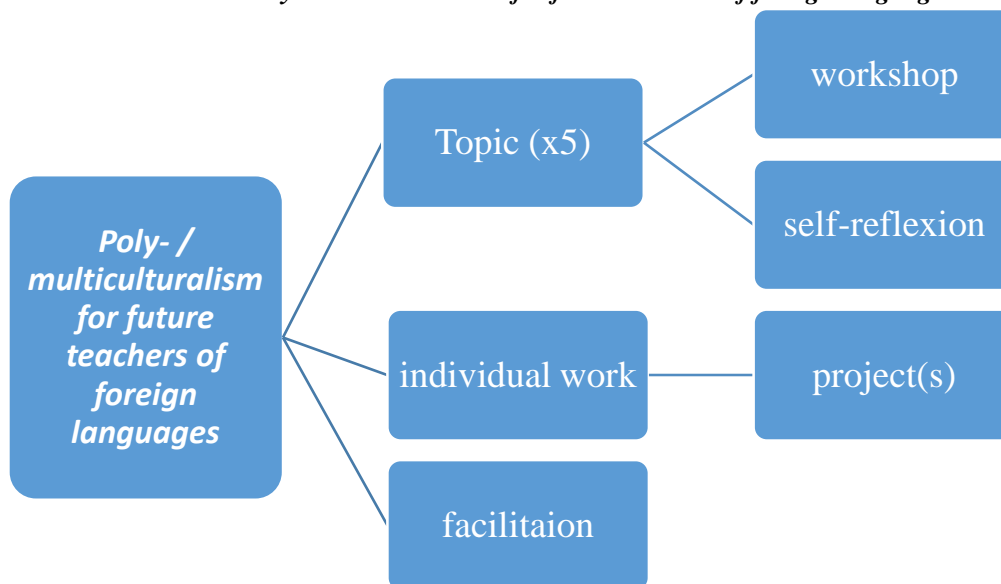 Poly- /
multiculturalism
for future
teachers of
foreign
languages
Topic (x5)
workshop
self-reflexion
individual work
project(s)
facilitaion